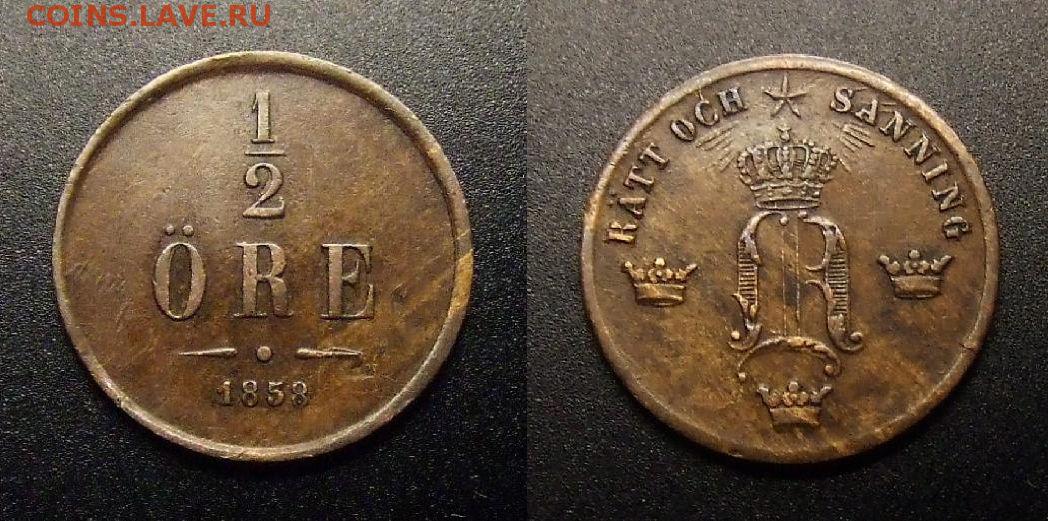 COINS.LAVE.RU
1
2
ÖRE
1858
RÄTT OCH SANNING